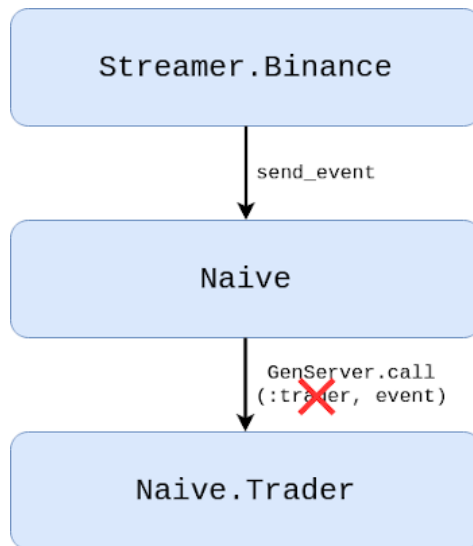 Streamer.Binance
send_event
Naive
GenServer.call
(:trader, event)
Naive.Trader